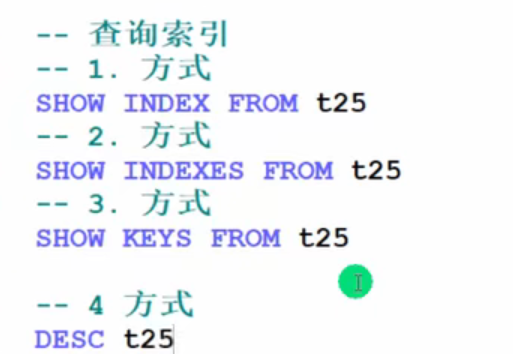 -- 查询索引
-- 1. 方式
SHOW INDEX FROM t25
-- 2. 方式
SHOW INDEXES FROM t25
-- 3. 方式
SHOW KEYS FROM t25
-- 4 方式
DESC t25